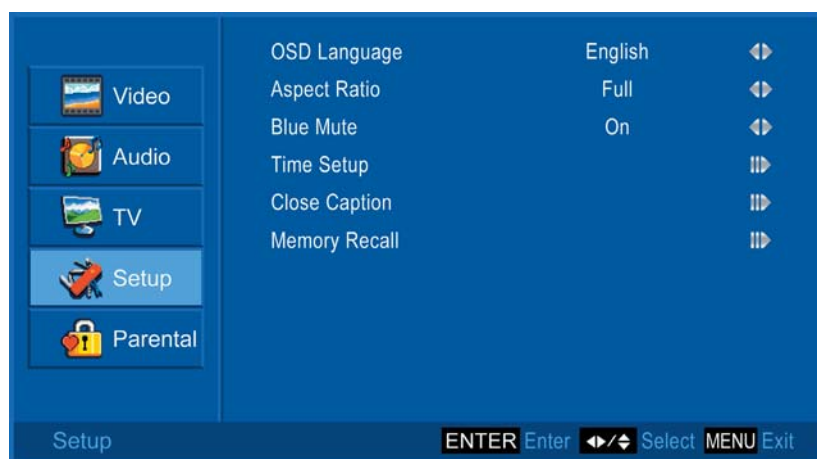 Video
Audio
TV
Setup
Parental
OSD Language English
Aspect Ratio Full
Blue Mute On
Time Setup
Close Caption
Memory Recall
Setup ENTER Enter / Select MENU Exit